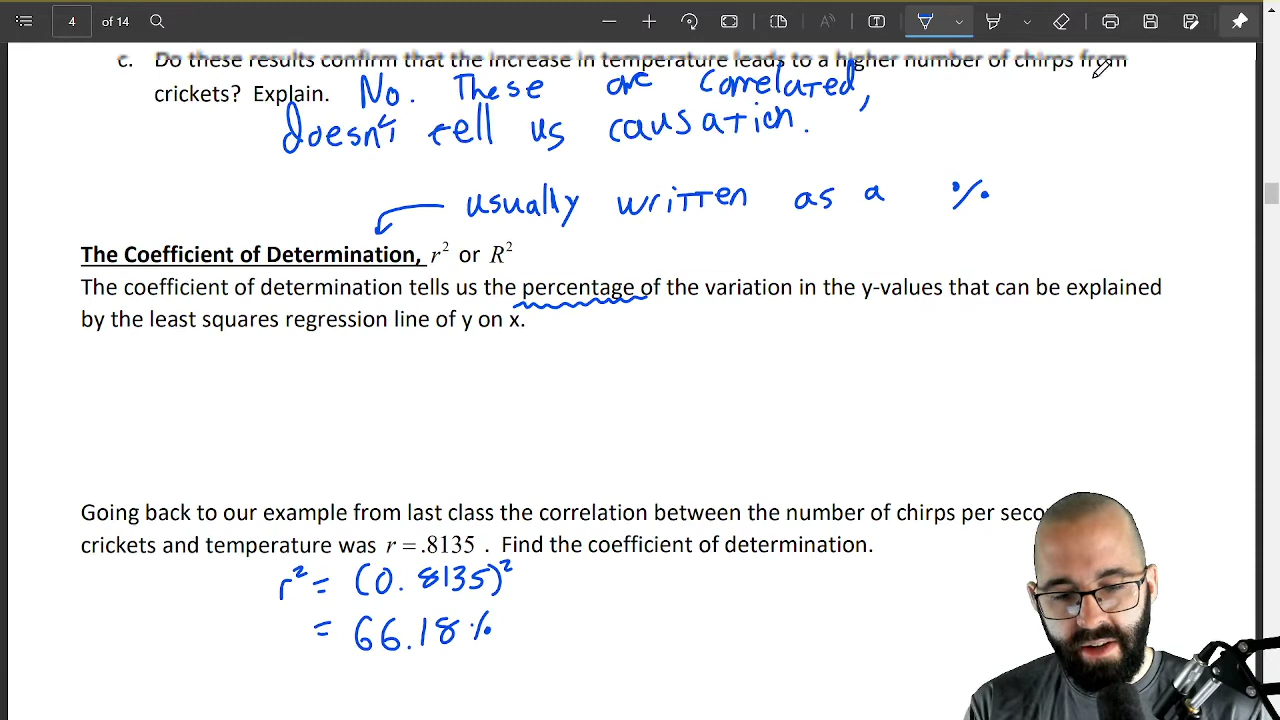 4 of 14
c. Do these results confirm that the increase in temperature leads to a higher number of chirps from
crickets? Explain. No. These are correlated,
doesn't tell us causation.
usually written as a %
The Coefficient of Determination, r² or R²
The coefficient of determination tells us the percentage of the variation in the y-values that can be explained
by the least squares regression line of y on x.
Going back to our example from last class the correlation between the number of chirps per
crickets and temperature was r = .8135 . Find the coefficient of determination.
r² = (0.8135)²
= 66.18%